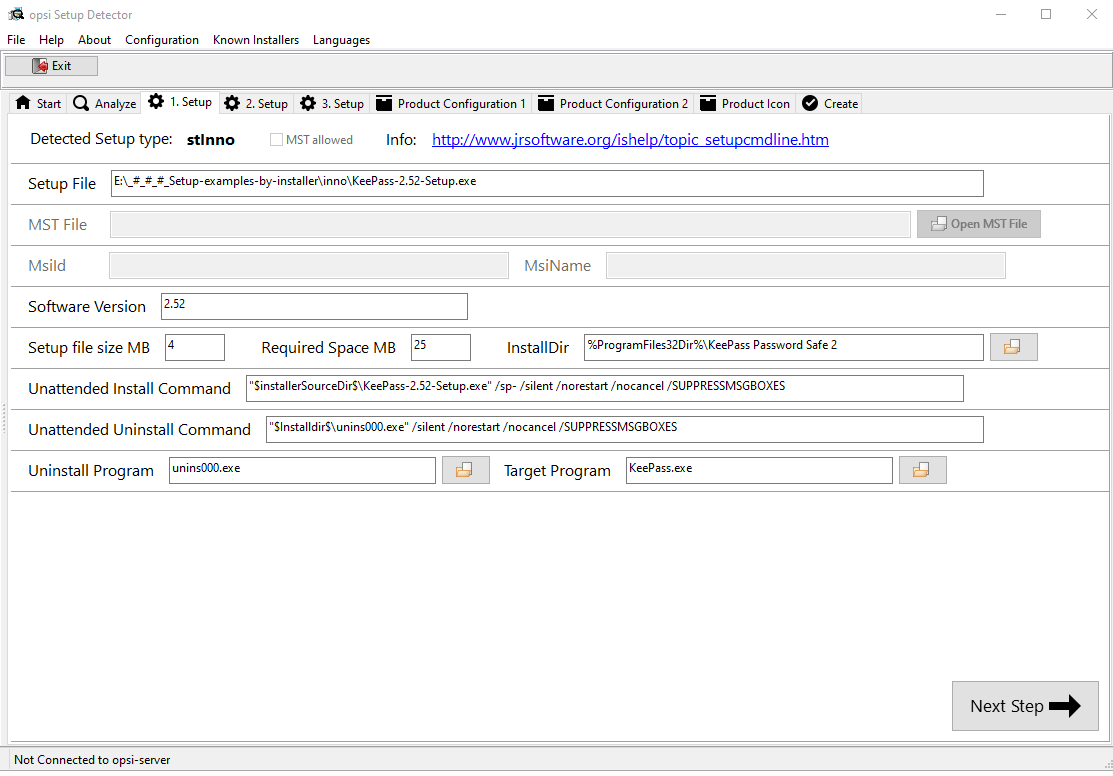 opsi Setup Detector
File Help About Configuration Known Installers Languages
Exit
Start Analyze 1. Setup 2. Setup 3. Setup Product Configuration 1 Product Configuration 2 Product Icon Create
Detected Setup type: stInno MST allowed Info: http://www.jrsoftware.org/ishelp/topic_setupcmdline.htm
Setup File E:\_#_#_#_Setup-examples-by-installer\inno\KeePass-2.52-Setup.exe
MST File Open MST File
MsiId MsiName
Software Version 2.52
Setup file size MB 4 Required Space MB 25 InstallDir %ProgramFiles32Dir%\KeePass Password Safe 2
Unattended Install Command "$installerSourceDir$\KeePass-2.52-Setup.exe" /sp- /silent /norestart /nocancel /SUPPRESSMSGBOXES
Unattended Uninstall Command "$Installdir$\unins000.exe" /silent /norestart /nocancel /SUPPRESSMSGBOXES
Uninstall Program unins000.exe Target Program KeePass.exe
Next Step
Not Connected to opsi-server